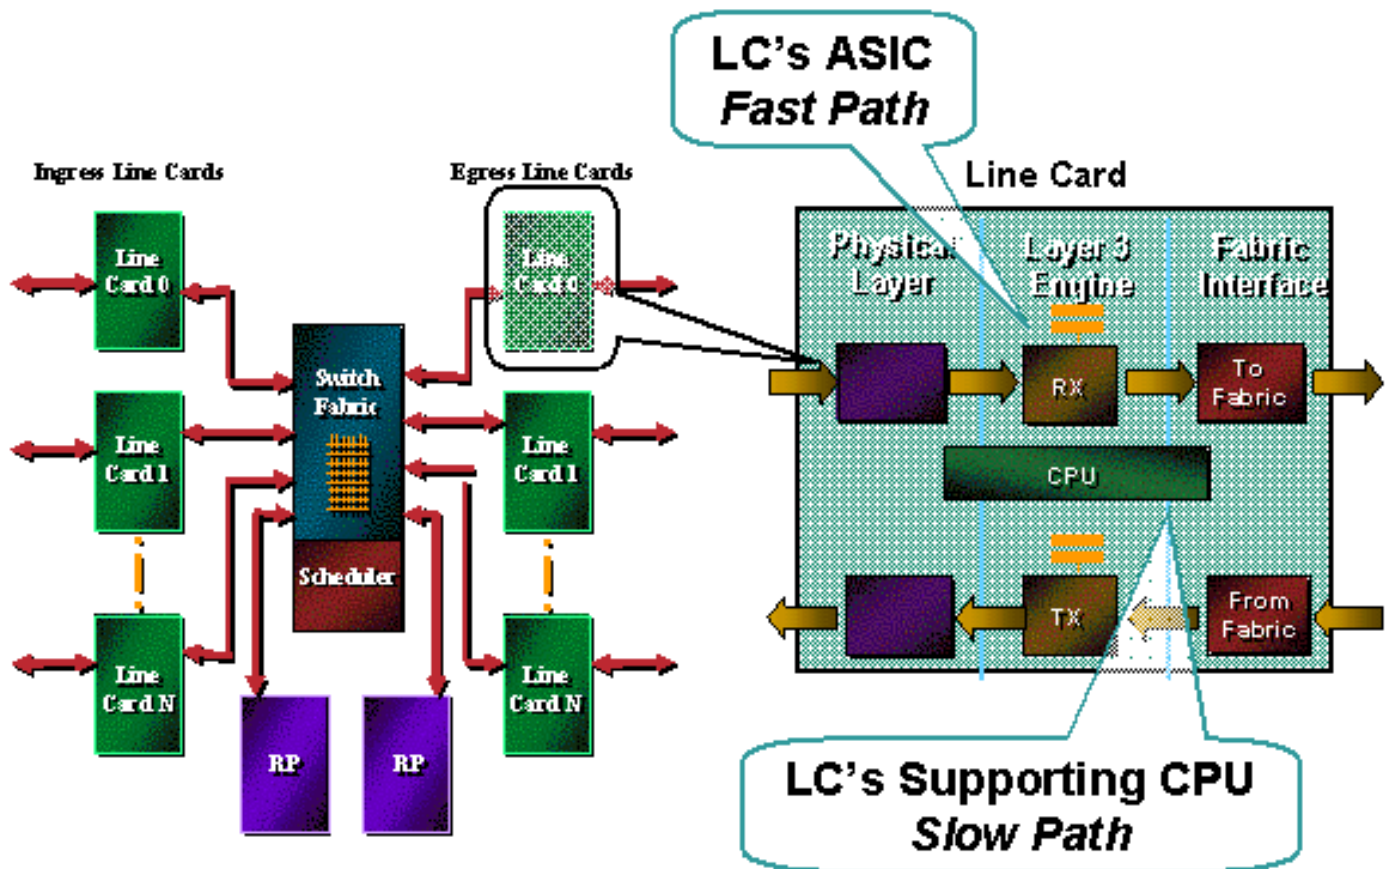 LC's ASIC
Fast Path
Ingress Line Cards
Egress Line Cards
Line Card
Line
Card 0
Line
Card 0
Physical
Layer
Layer 3
Engine
Fabric
Interface
Switch
Fabric
RX
To
Fabric
Line
Card 1
Line
Card 1
CPU
Scheduler
TX
From
Fabric
Line
Card N
Line
Card N
RP
RP
LC's Supporting CPU
Slow Path